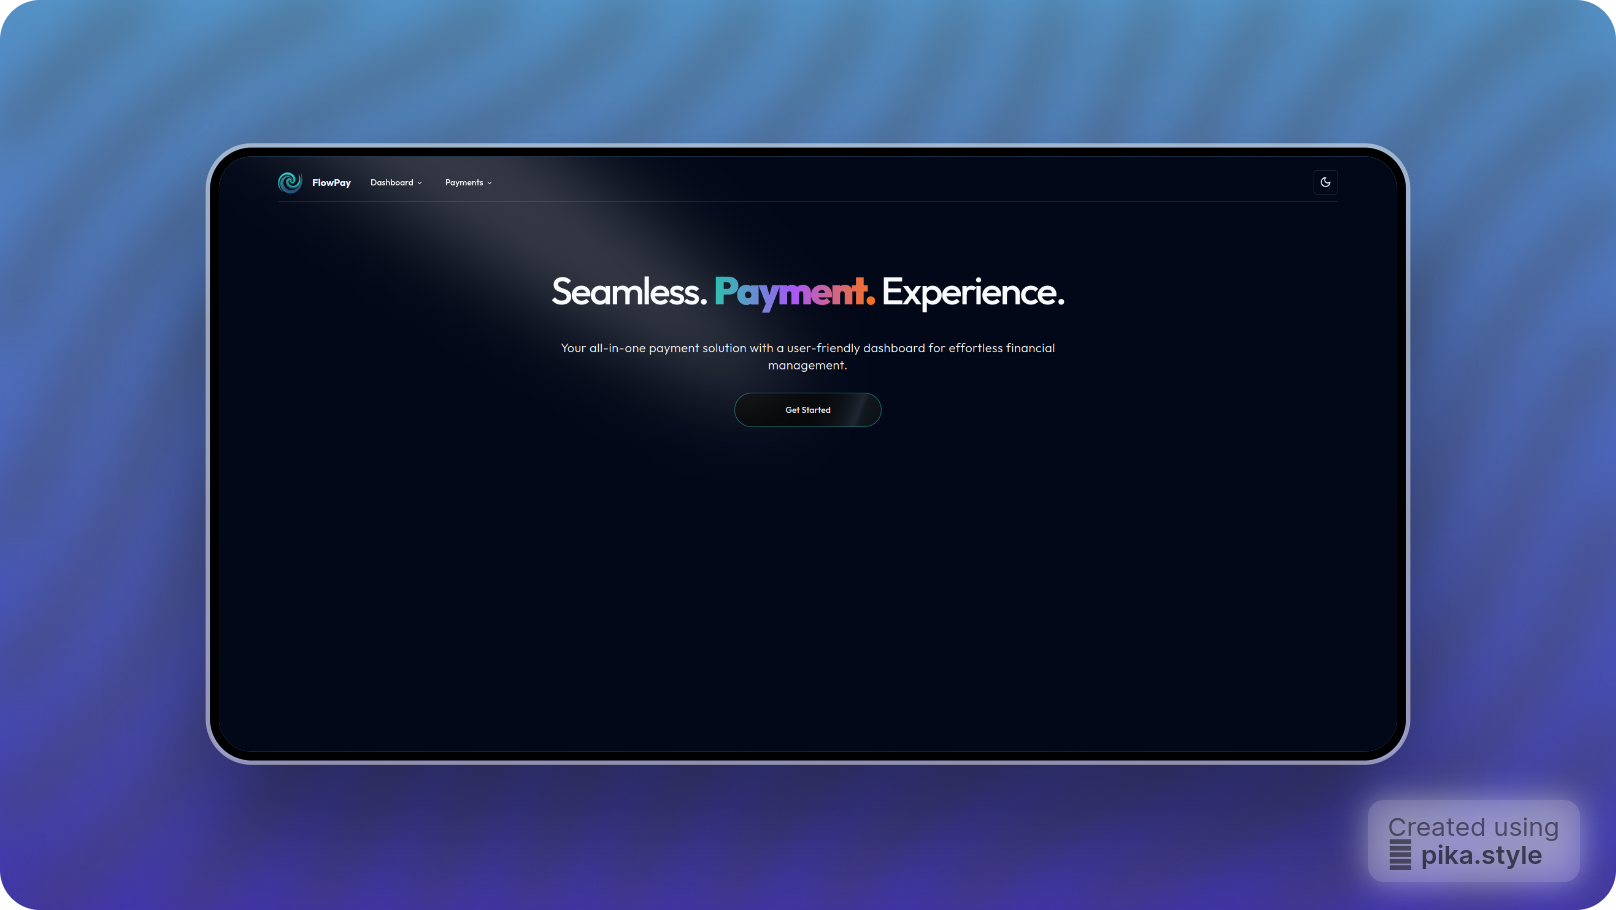 FlowPay Dashboard Payments
Seamless. Payment. Experience.
Your all-in-one payment solution with a user-friendly dashboard for effortless financial
management.
Get Started
Created using
pika.style